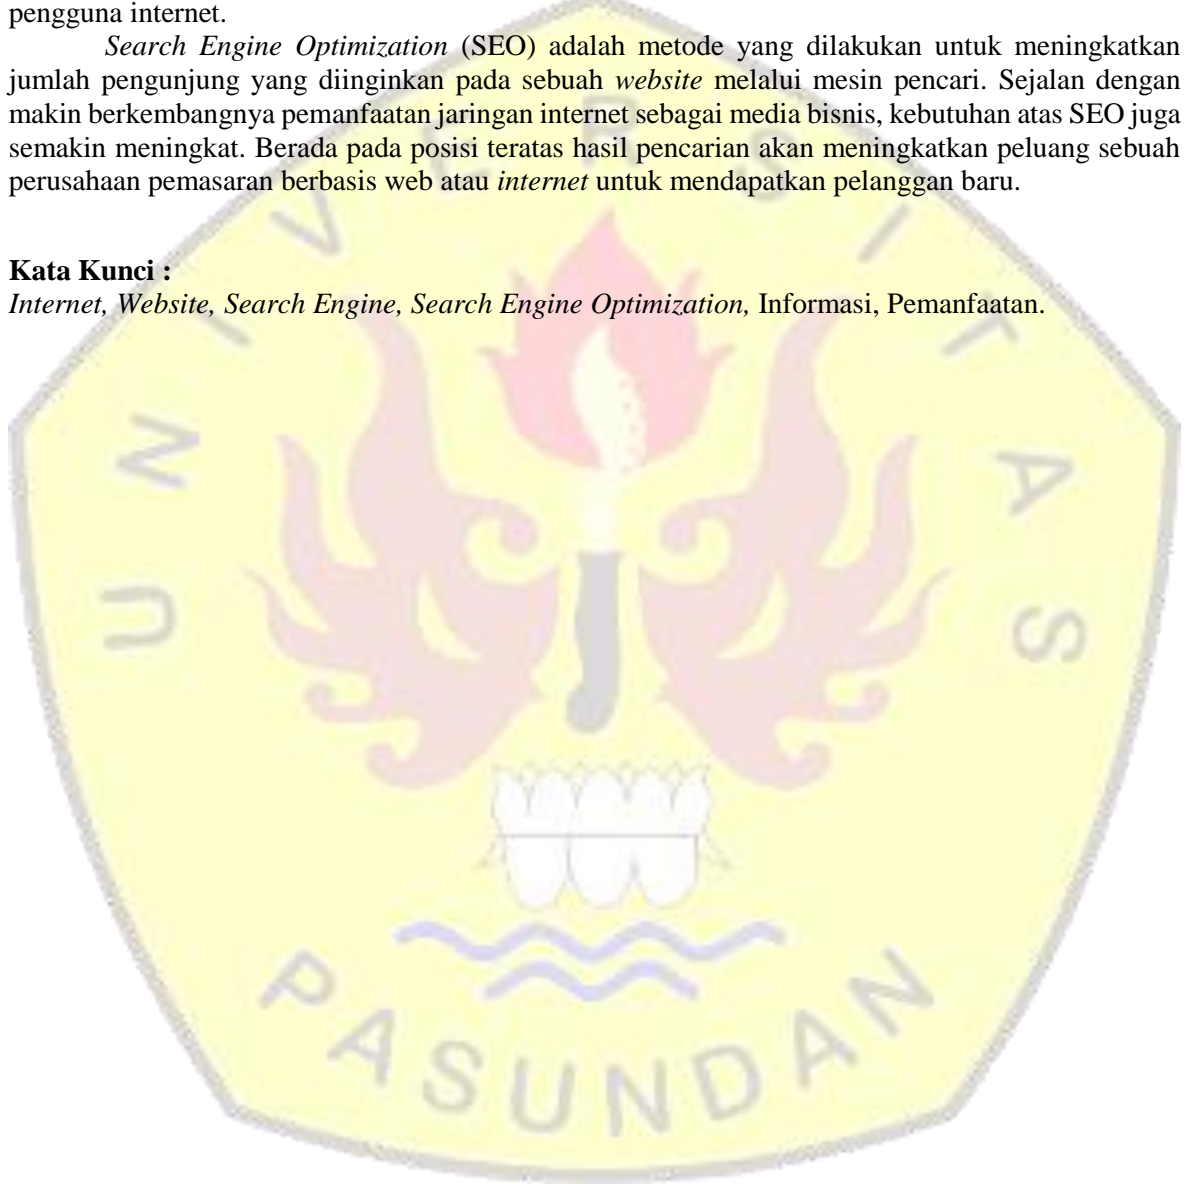 pengguna internet.
Search Engine Optimization (SEO) adalah metode yang dilakukan untuk meningkatkan
jumlah pengunjung yang diinginkan pada sebuah website melalui mesin pencari. Sejalan dengan
makin berkembangnya pemanfaatan jaringan internet sebagai media bisnis, kebutuhan atas SEO juga
semakin meningkat. Berada pada posisi teratas hasil pencarian akan meningkatkan peluang sebuah
perusahaan pemasaran berbasis web atau internet untuk mendapatkan pelanggan baru.
Kata Kunci :
Internet, Website, Search Engine, Search Engine Optimization, Informasi, Pemanfaatan.
UNIVERSITAS
PASUNDAN